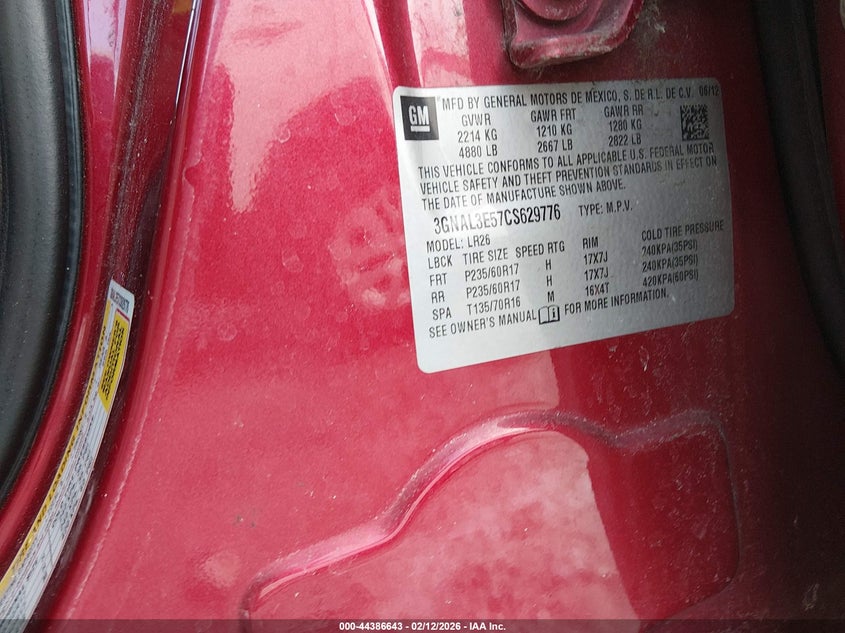 GM
MFD BY GENERAL MOTORS DE MEXICO, S. DE R.L. DE C.V. 06/12
GVWR GAWR FRT GAWR RR
2214 KG 1210 KG 1280 KG
4880 LB 2667 LB 2822 LB
THIS VEHICLE CONFORMS TO ALL APPLICABLE U.S. FEDERAL MOTOR
VEHICLE SAFETY AND THEFT PREVENTION STANDARDS IN EFFECT ON
THE DATE OF MANUFACTURE SHOWN ABOVE.
3GNAL3E57CS629776 TYPE: M.P.V.
MODEL: LR26
LBCK TIRE SIZE SPEED RTG RIM COLD TIRE PRESSURE
FRT P235/60R17 H 17X7J 240KPA(35PSI)
RR P235/60R17 H 17X7J 240KPA(35PSI)
SPA T135/70R16 M 16X4T 420KPA(60PSI)
SEE OWNER'S MANUAL FOR MORE INFORMATION.
000-44386643 - 02/12/2026 - IAA Inc.